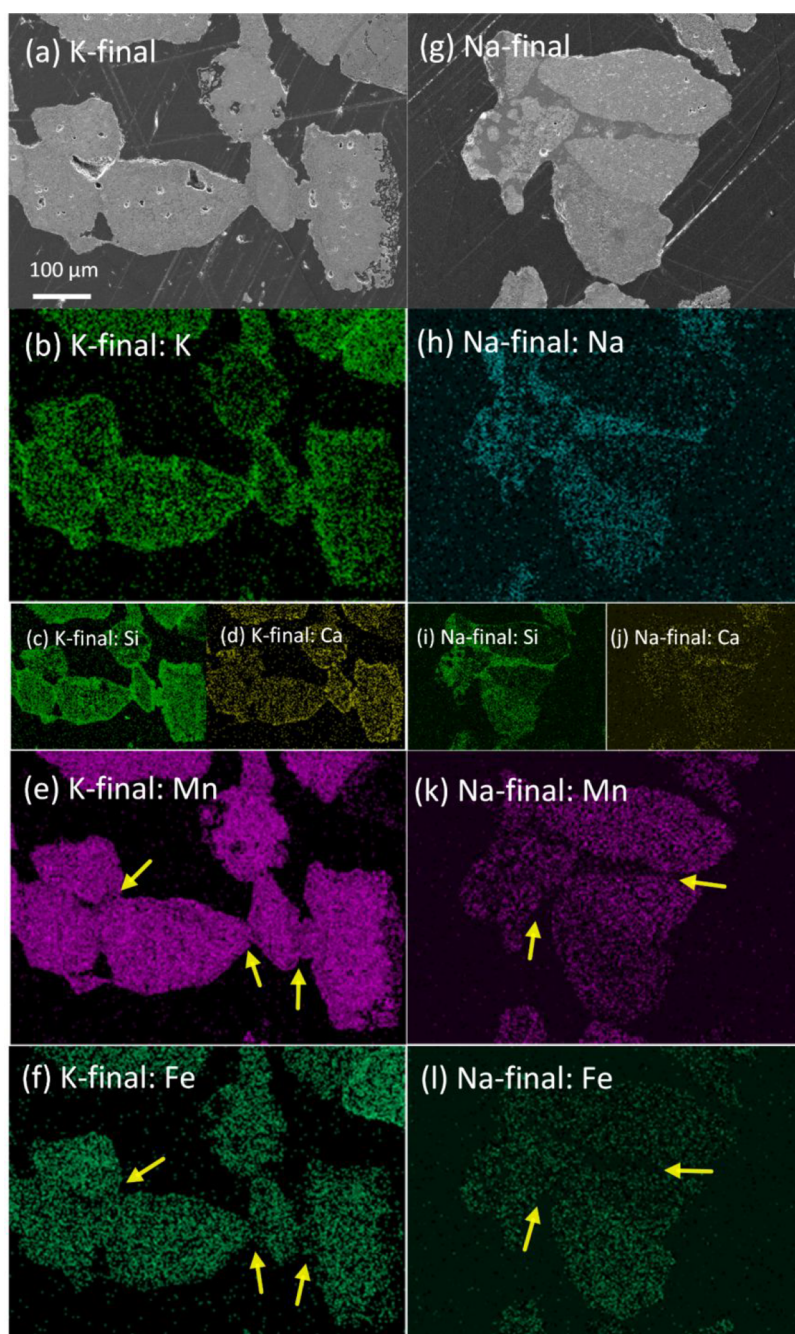 (a) K-final
(g) Na-final
100 µm
(b) K-final: K
(h) Na-final: Na
(c) K-final: Si
(d) K-final: Ca
(i) Na-final: Si
(j) Na-final: Ca
(e) K-final: Mn
(k) Na-final: Mn
(f) K-final: Fe
(l) Na-final: Fe